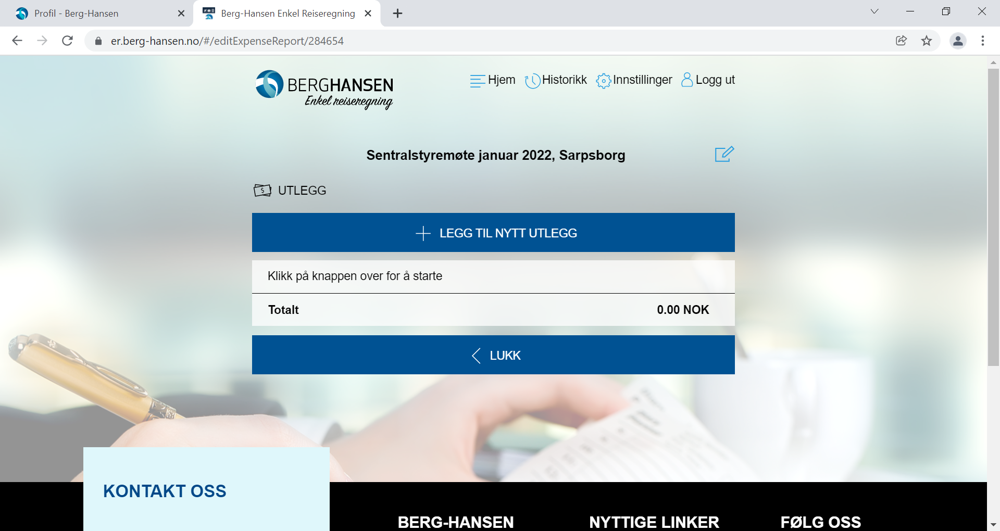 Profil - Berg-Hansen
Berg-Hansen Enkel Reiseregning
er.berg-hansen.no/#/editExpenseReport/284654
BERGHANSEN
Enkel reiseregning
Hjem
Historikk
Innstillinger
Logg ut
Sentralstyremøte januar 2022, Sarpsborg
UTLEGG
LEGG TIL NYTT UTLEGG
Klikk på knappen over for å starte
Totalt 0.00 NOK
LUKK
KONTAKT OSS
BERG-HANSEN
NYTTIGE LINKER
FØLG OSS